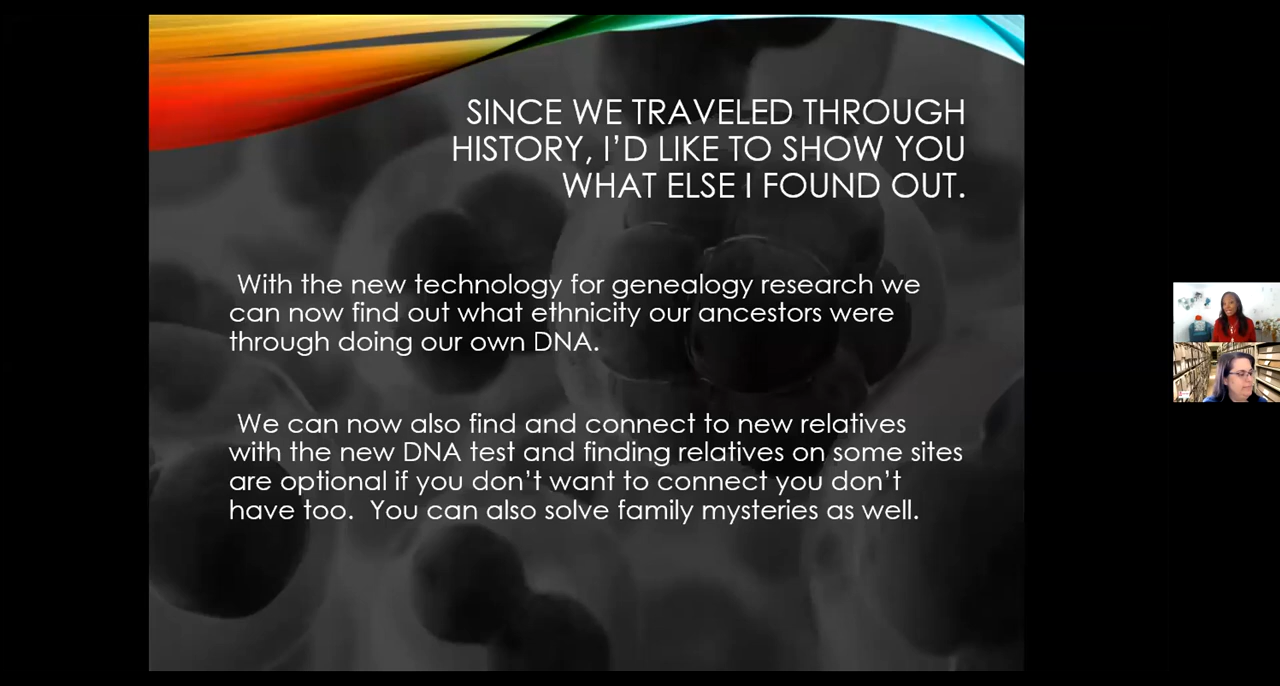 SINCE WE TRAVELED THROUGH
HISTORY, I’D LIKE TO SHOW YOU
WHAT ELSE I FOUND OUT.
With the new technology for genealogy research we
can now find out what ethnicity our ancestors were
through doing our own DNA.
We can now also find and connect to new relatives
with the new DNA test and finding relatives on some sites
are optional if you don’t want to connect you don’t
have too.  You can also solve family mysteries as well.